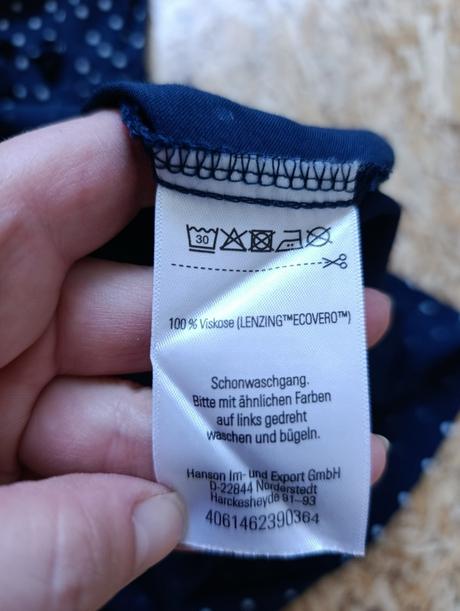 30
100 % Viskose (LENZING™ECOVERO™)
Schonwaschgang.
Bitte mit ähnlichen Farben
auf links gedreht
waschen und bügeln.
Hanson Im- und Export GmbH
D-22844 Norderstedt
Harckesheyde 91-93
4061462390364